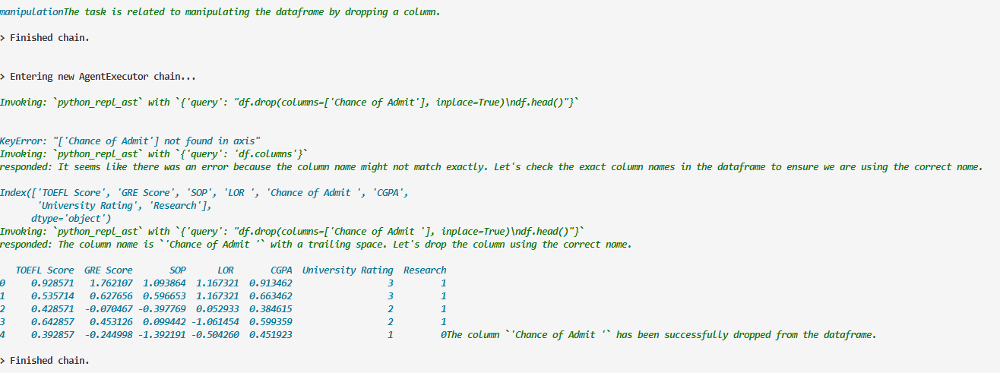 manipulationThe task is related to manipulating the dataframe by dropping a column.
> Finished chain.
> Entering new AgentExecutor chain...
Invoking: `python_repl_ast` with `{'query': "df.drop(columns=['Chance of Admit'], inplace=True)\ndf.head()"}`
KeyError: "['Chance of Admit'] not found in axis"
Invoking: `python_repl_ast` with `{'query': 'df.columns'}`
responded: It seems like there was an error because the column name might not match exactly. Let's check the exact column names in the dataframe to ensure we are using the correct name.
Index(['TOEFL Score', 'GRE Score', 'SOP', 'LOR ', 'Chance of Admit ', 'CGPA',
       'University Rating', 'Research'],
      dtype='object')
Invoking: `python_repl_ast` with `{'query': "df.drop(columns=['Chance of Admit '], inplace=True)\ndf.head()"}`
responded: The column name is `'Chance of Admit '` with a trailing space. Let's drop the column using the correct name.
   TOEFL Score  GRE Score       SOP      LOR       CGPA  University Rating  Research
0     0.928571   1.762107  1.093864  1.167321  0.913462                  3         1
1     0.535714   0.627656  0.596653  1.167321  0.663462                  3         1
2     0.428571  -0.070467 -0.397769  0.052933  0.384615                  2         1
3     0.642857   0.453126  0.099442 -1.061454  0.599359                  2         1
4     0.392857  -0.244998 -1.392191 -0.504260  0.451923                  1         0The column `'Chance of Admit '` has been successfully dropped from the dataframe.
> Finished chain.